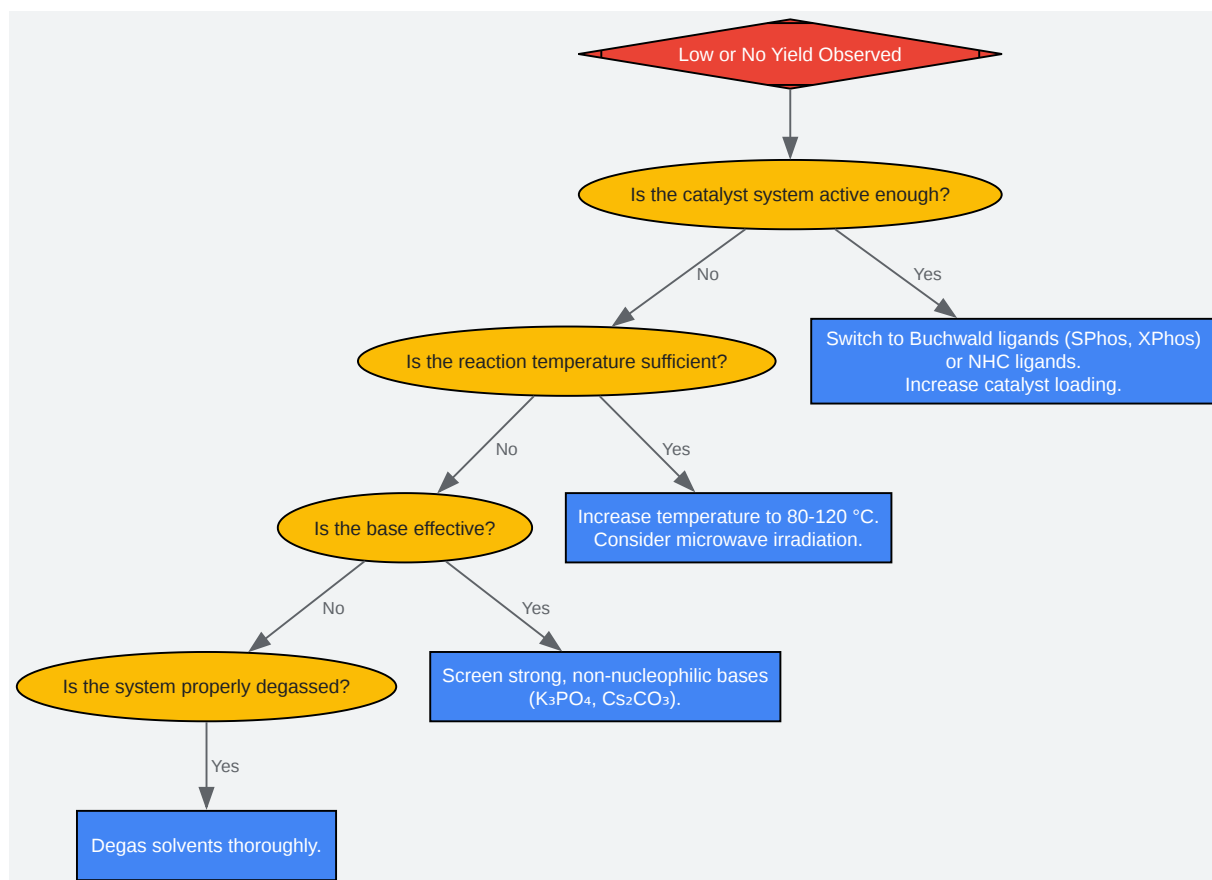 Low or No Yield Observed
Is the catalyst system active enough?
No
Yes
Switch to Buchwald ligands (SPhos, XPhos)
or NHC ligands.
Increase catalyst loading.
Is the reaction temperature sufficient?
No
Yes
Increase temperature to 80-120 °C.
Consider microwave irradiation.
Is the base effective?
No
Yes
Screen strong, non-nucleophilic bases
(K₃PO₄, Cs₂CO₃).
Is the system properly degassed?
Yes
Degas solvents thoroughly.